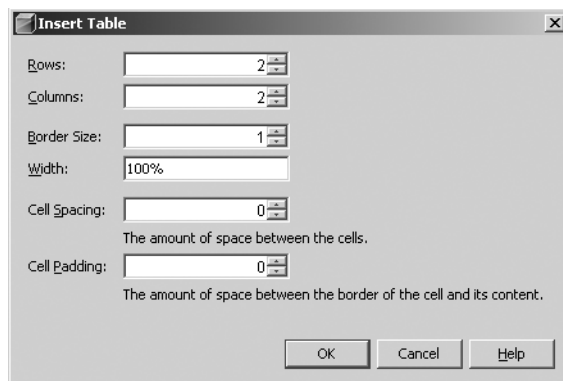 Insert Table
Rows: 2
Columns: 2
Border Size: 1
Width: 100%
Cell Spacing: 0
The amount of space between the cells.
Cell Padding: 0
The amount of space between the border of the cell and its content.
OK Cancel Help